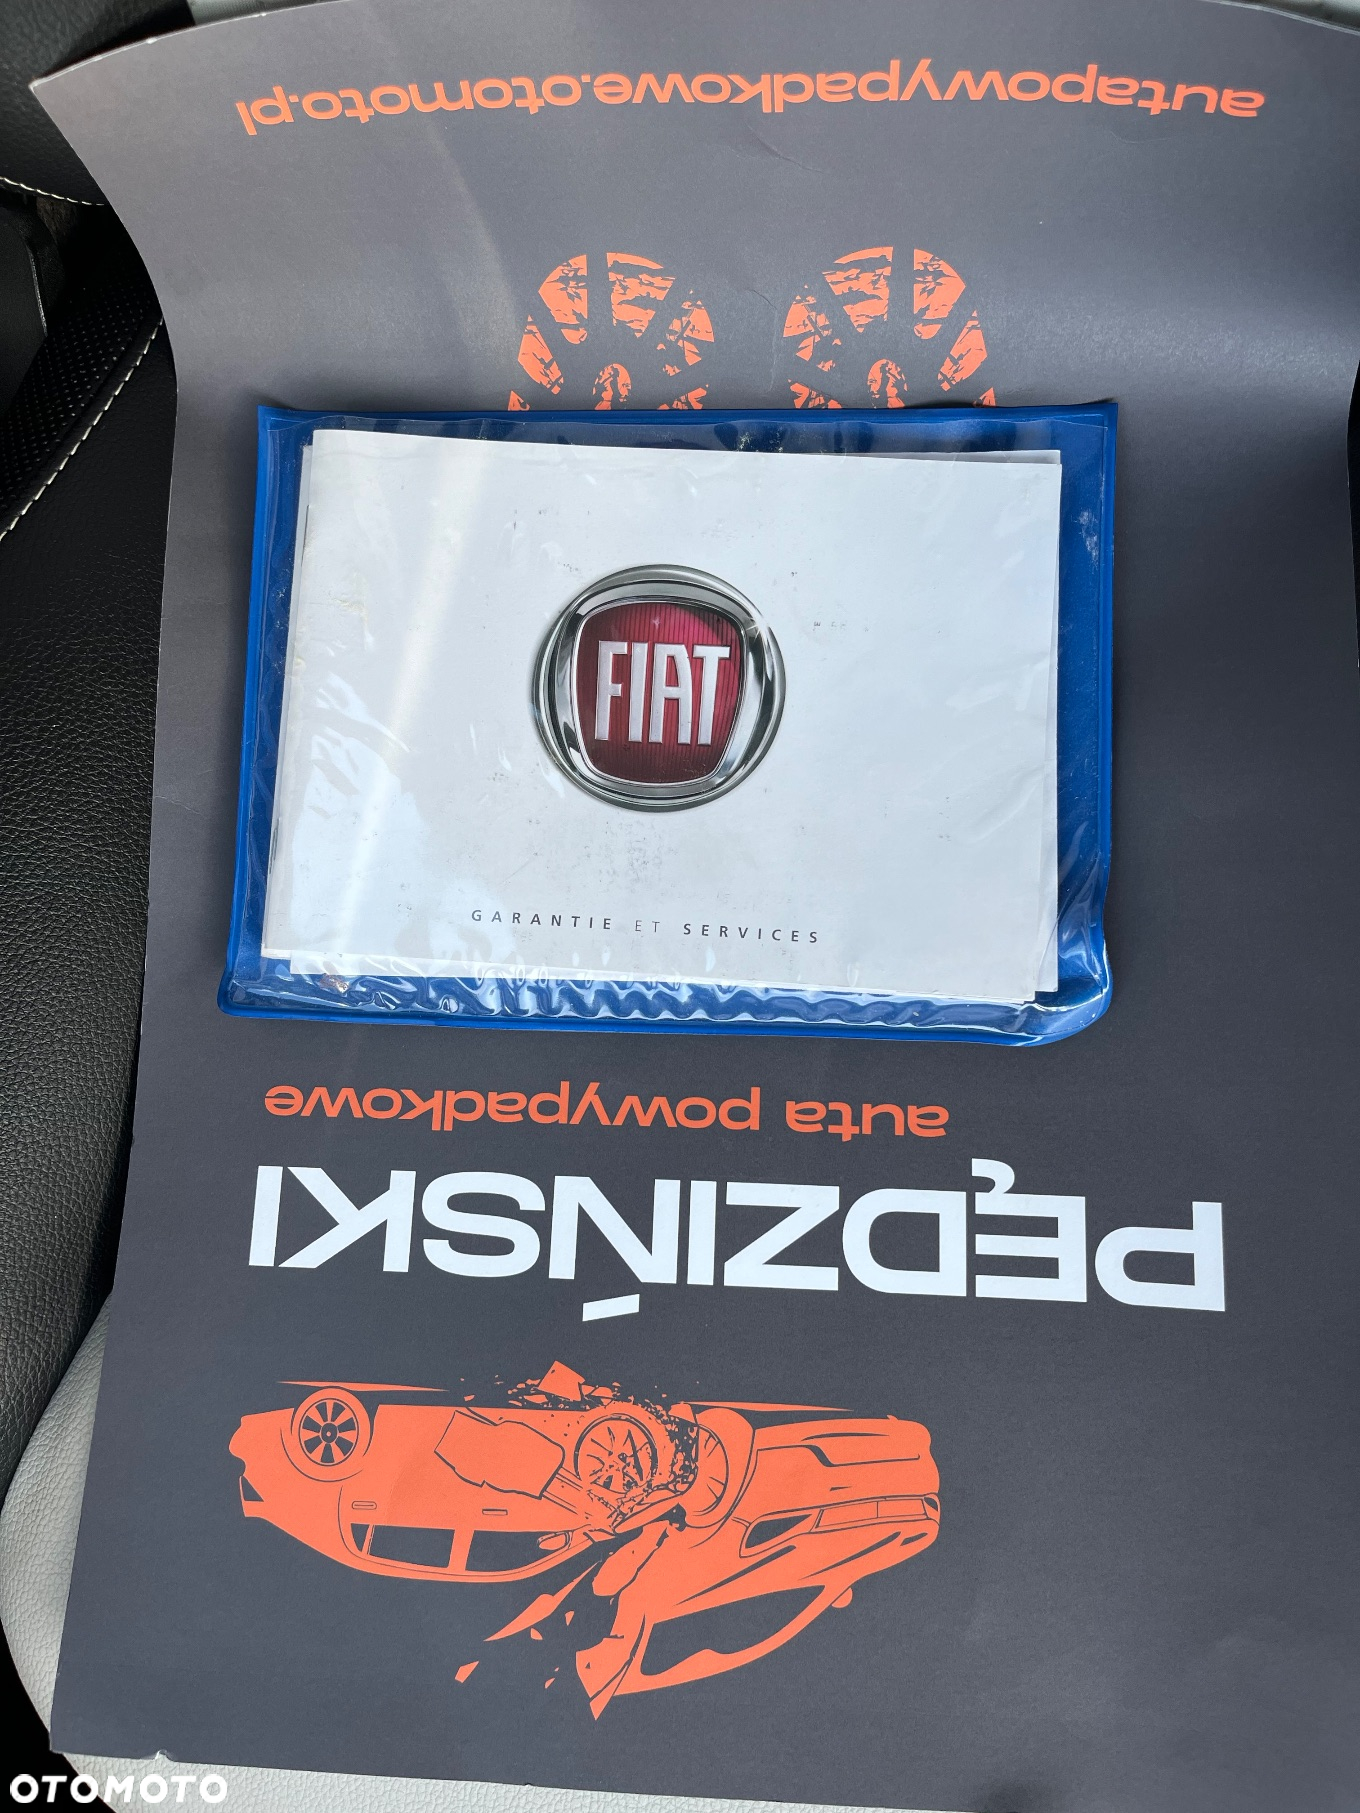 autapowypadkowe.otomoto.pl
FIAT
GARANTIE ET SERVICES
auta powypadkowe
PĘDZIŃSKI
OTOMOTO